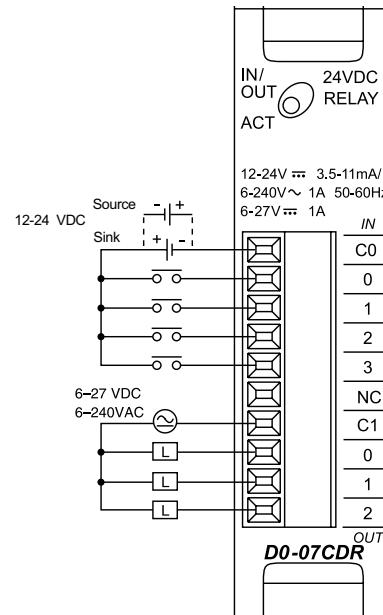 IN/
OUT
ACT
24VDC
RELAY
12-24V ⎓ 3.5-11mA/
6-240V ~ 1A 50-60Hz
6-27V ⎓ 1A
Source - +
12-24 VDC
Sink + -
6–27 VDC
6–240VAC
L
L
L
IN
C0
0
1
2
3
NC
C1
0
1
2
OUT
D0-07CDR